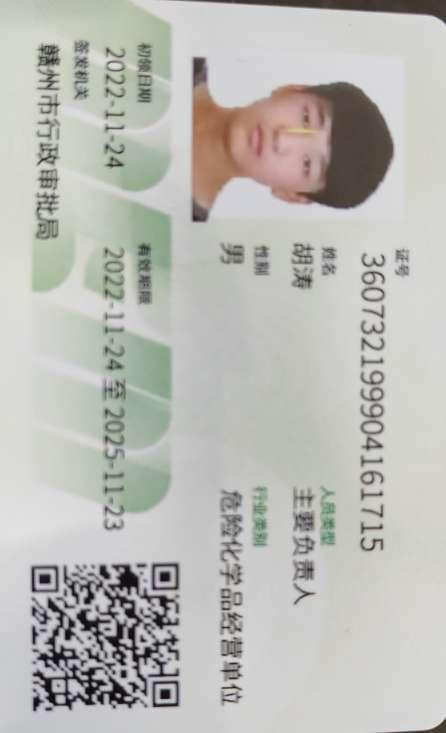 证号
360732199904161715
姓名
胡涛
人员类型
主要负责人
性别
男
行业类别
危险化学品经营单位
初领日期
2022-11-24
有效期限
2022-11-24 至 2025-11-23
签发机关
赣州市行政审批局